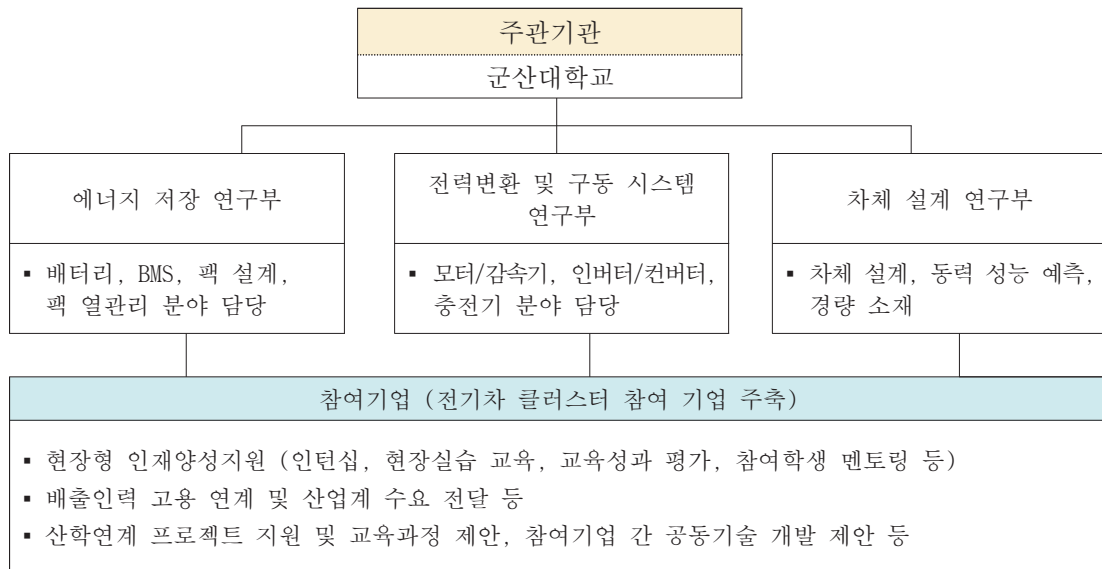 주관기관
군산대학교
에너지 저장 연구부
▪ 배터리, BMS, 팩 설계,
팩 열관리 분야 담당
전력변환 및 구동 시스템
연구부
▪ 모터/감속기, 인버터/컨버터,
충전기 분야 담당
차체 설계 연구부
▪ 차체 설계, 동력 성능 예측,
경량 소재
참여기업 (전기차 클러스터 참여 기업 주축)
▪ 현장형 인재양성지원 (인턴십, 현장실습 교육, 교육성과 평가, 참여학생 멘토링 등)
▪ 배출인력 고용 연계 및 산업계 수요 전달 등
▪ 산학연계 프로젝트 지원 및 교육과정 제안, 참여기업 간 공동기술 개발 제안 등